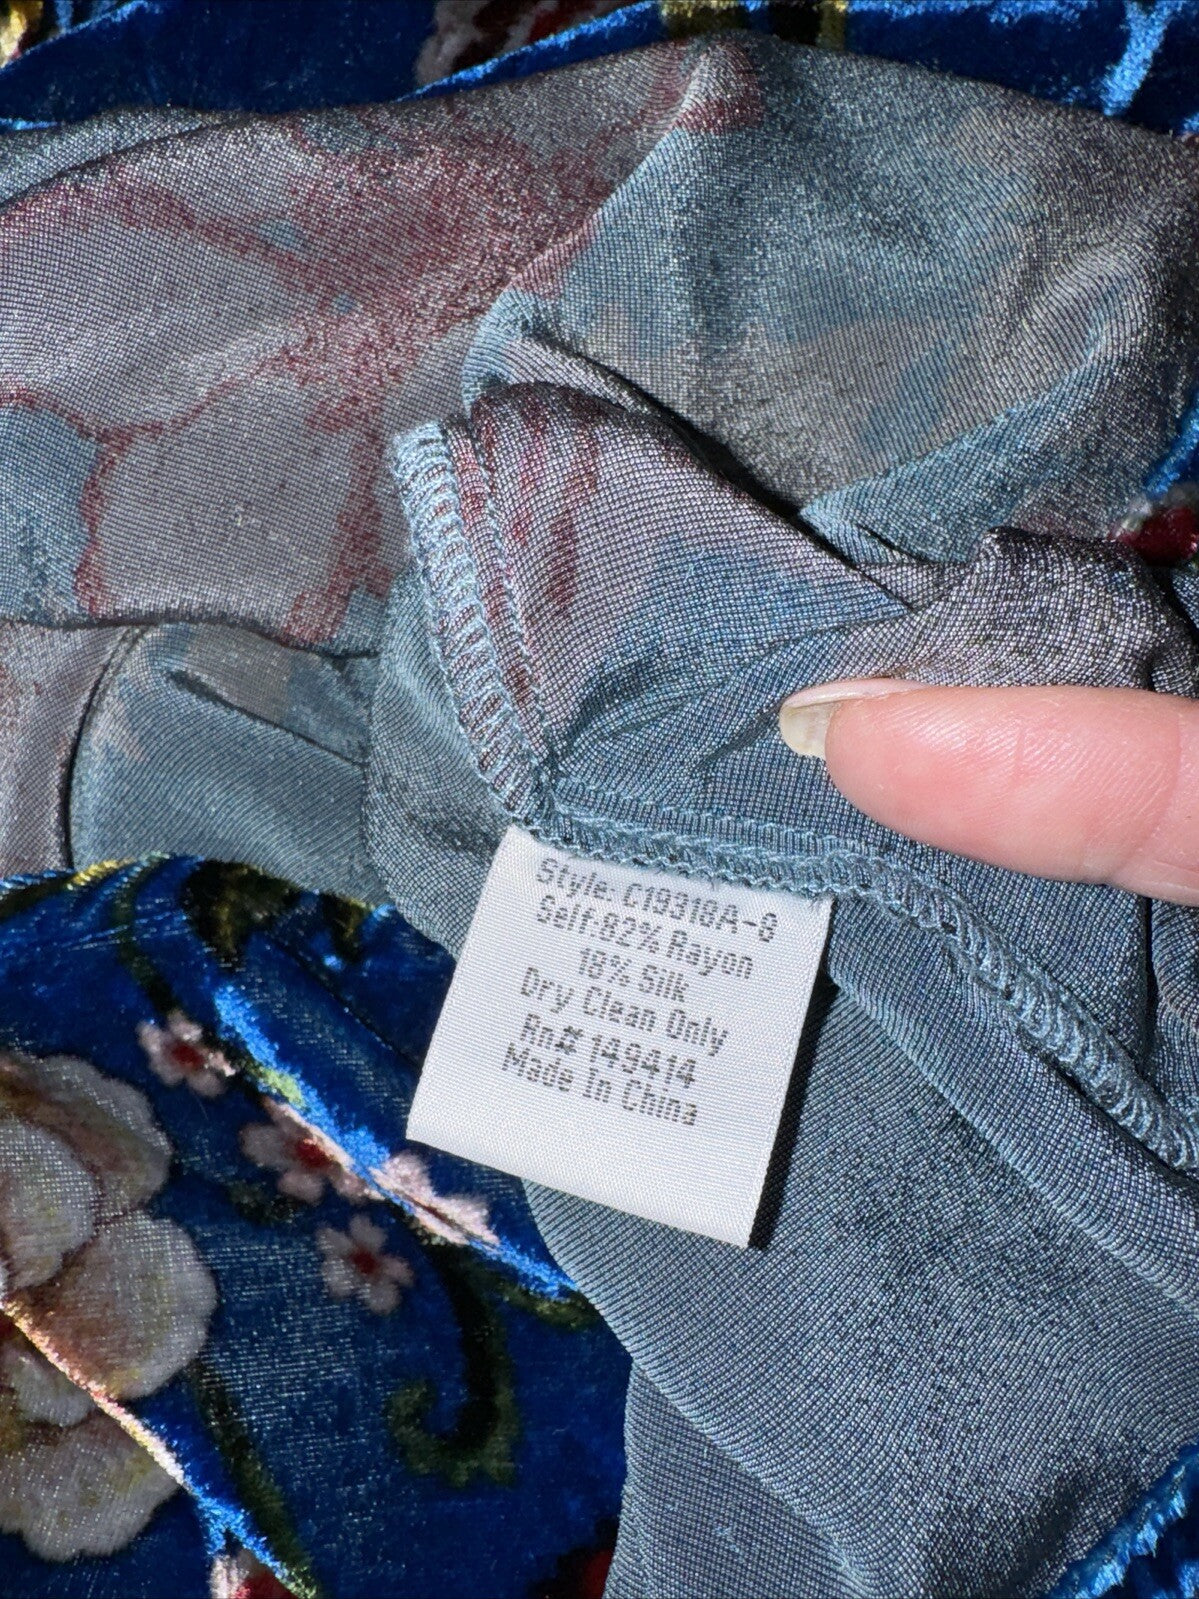 Style: C19318A-8
Self:82% Rayon
18% Silk
Dry Clean Only
Rn# 149414
Made In China